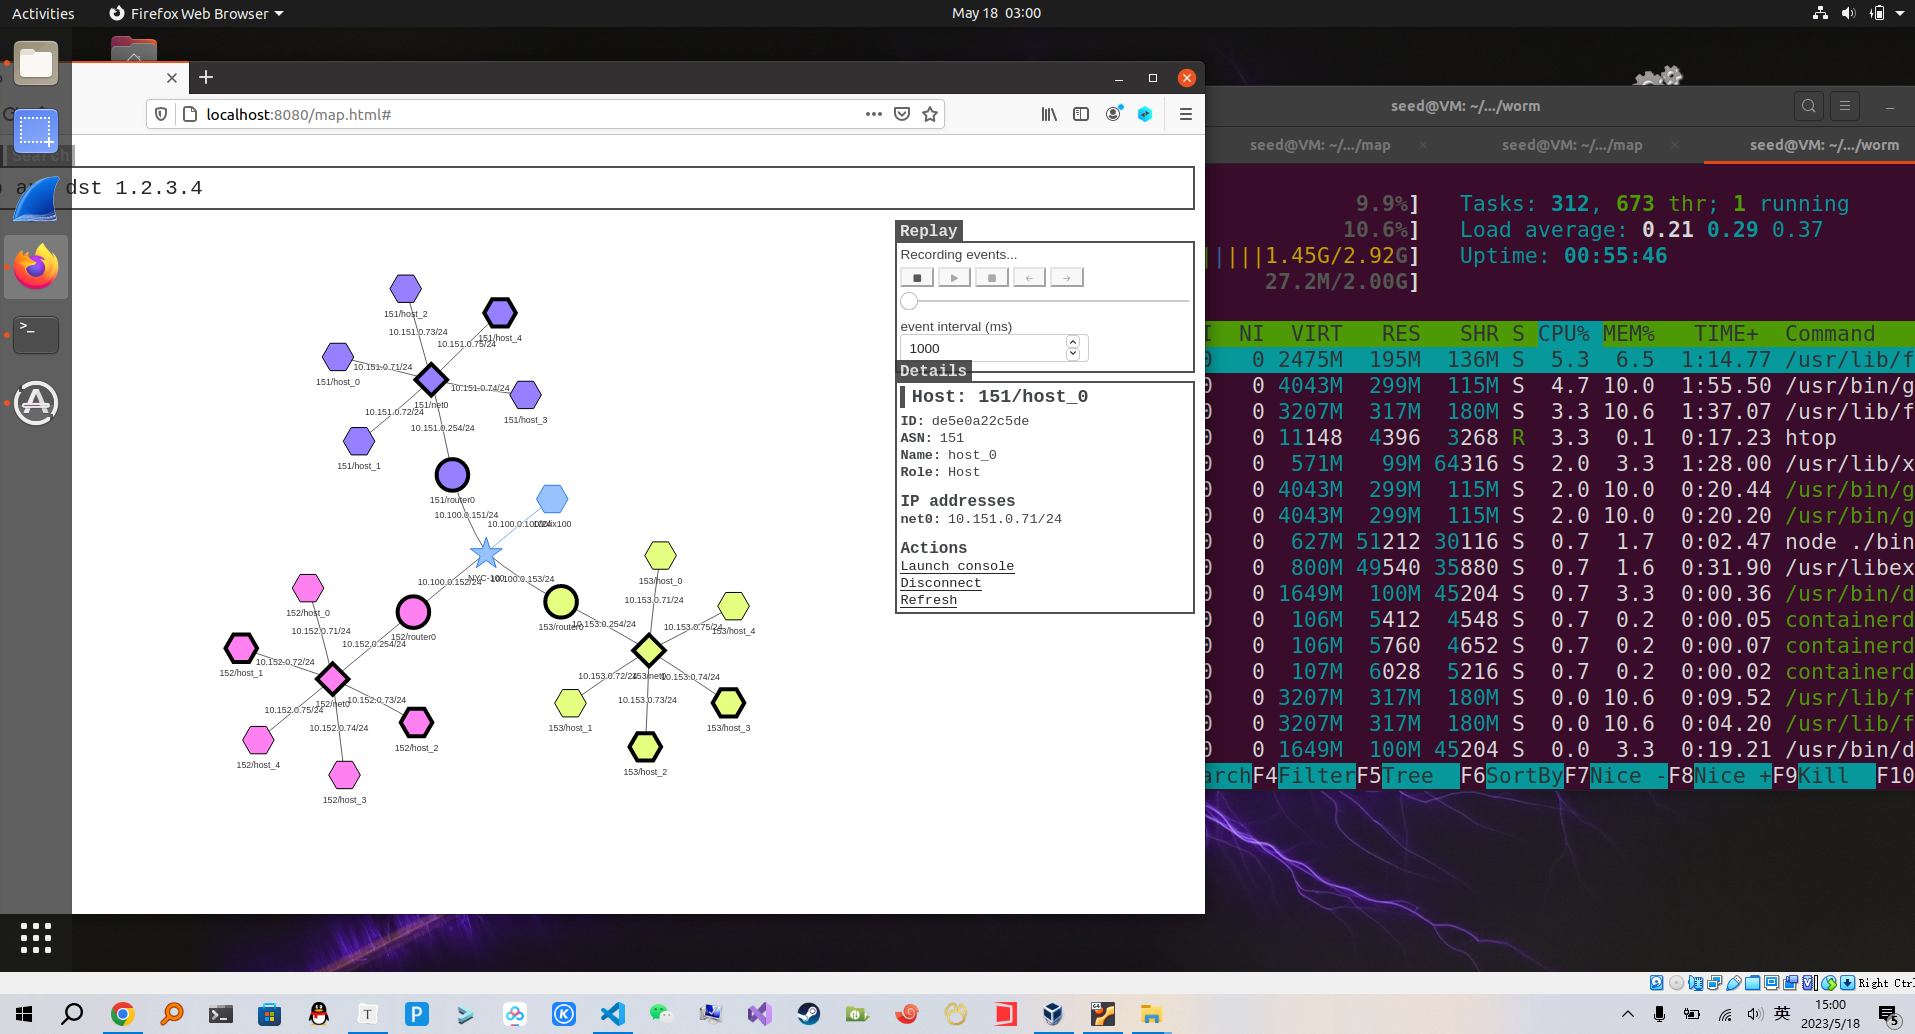 Activities
Firefox Web Browser
May 18 03:00
localhost:8080/map.html#
dst 1.2.3.4
Search
Replay
Recording events...
event interval (ms)
1000
Details
Host: 151/host_0
ID: de5e0a22c5de
ASN: 151
Name: host_0
Role: Host
IP addresses
net0: 10.151.0.71/24
Actions
Launch console
Disconnect
Refresh
151/host_2
10.151.0.73/24
151/host_4
10.151.0.75/24
151/host_0
10.151.0.71/24
10.151.0.74/24
151/net0
10.151.0.72/24
151/host_3
10.151.0.254/24
151/host_1
151/router0
10.100.0.151/24
10.100.0.100/24
ix100
NYC-100
10.100.0.152/24
10.100.0.153/24
153/host_0
152/host_0
10.153.0.71/24
153/router0
10.153.0.254/24
10.153.0.75/24
153/host_4
10.152.0.71/24
152/router0
10.152.0.254/24
10.152.0.72/24
152/host_1
10.153.0.72/24
153/net0
10.153.0.74/24
152/net0
10.152.0.73/24
10.153.0.73/24
10.152.0.75/24
10.152.0.74/24
153/host_1
153/host_3
152/host_2
152/host_4
153/host_2
152/host_3
seed@VM: ~/.../worm
seed@VM: ~/.../map
seed@VM: ~/.../map
seed@VM: ~/.../worm
9.9%] Tasks: 312, 673 thr; 1 running
10.6%] Load average: 0.21 0.29 0.37
||||1.45G/2.92G] Uptime: 00:55:46
27.2M/2.00G]
I NI VIRT RES SHR S CPU% MEM% TIME+ Command
0 0 2475M 195M 136M S 5.3 6.5 1:14.77 /usr/lib/f
0 0 4043M 299M 115M S 4.7 10.0 1:55.50 /usr/bin/g
0 0 3207M 317M 180M S 3.3 10.6 1:37.07 /usr/lib/f
0 0 11148 4396 3268 R 3.3 0.1 0:17.23 htop
0 0 571M 99M 64316 S 2.0 3.3 1:28.00 /usr/lib/x
0 0 4043M 299M 115M S 2.0 10.0 0:20.44 /usr/bin/g
0 0 4043M 299M 115M S 2.0 10.0 0:20.20 /usr/bin/g
0 0 627M 51212 30116 S 0.7 1.7 0:02.47 node ./bin
0 0 800M 49540 35880 S 0.7 1.6 0:31.90 /usr/libex
0 0 1649M 100M 45204 S 0.7 3.3 0:00.36 /usr/bin/d
0 0 106M 5412 4548 S 0.7 0.2 0:00.05 containerd
0 0 106M 5760 4652 S 0.7 0.2 0:00.07 containerd
0 0 107M 6028 5216 S 0.7 0.2 0:00.02 containerd
0 0 3207M 317M 180M S 0.0 10.6 0:09.52 /usr/lib/f
0 0 3207M 317M 180M S 0.0 10.6 0:04.20 /usr/lib/f
0 0 1649M 100M 45204 S 0.0 3.3 0:19.21 /usr/bin/d
archF4FilterF5Tree F6SortByF7Nice -F8Nice +F9Kill F10
Right Ctrl
英
15:00
2023/5/18
5